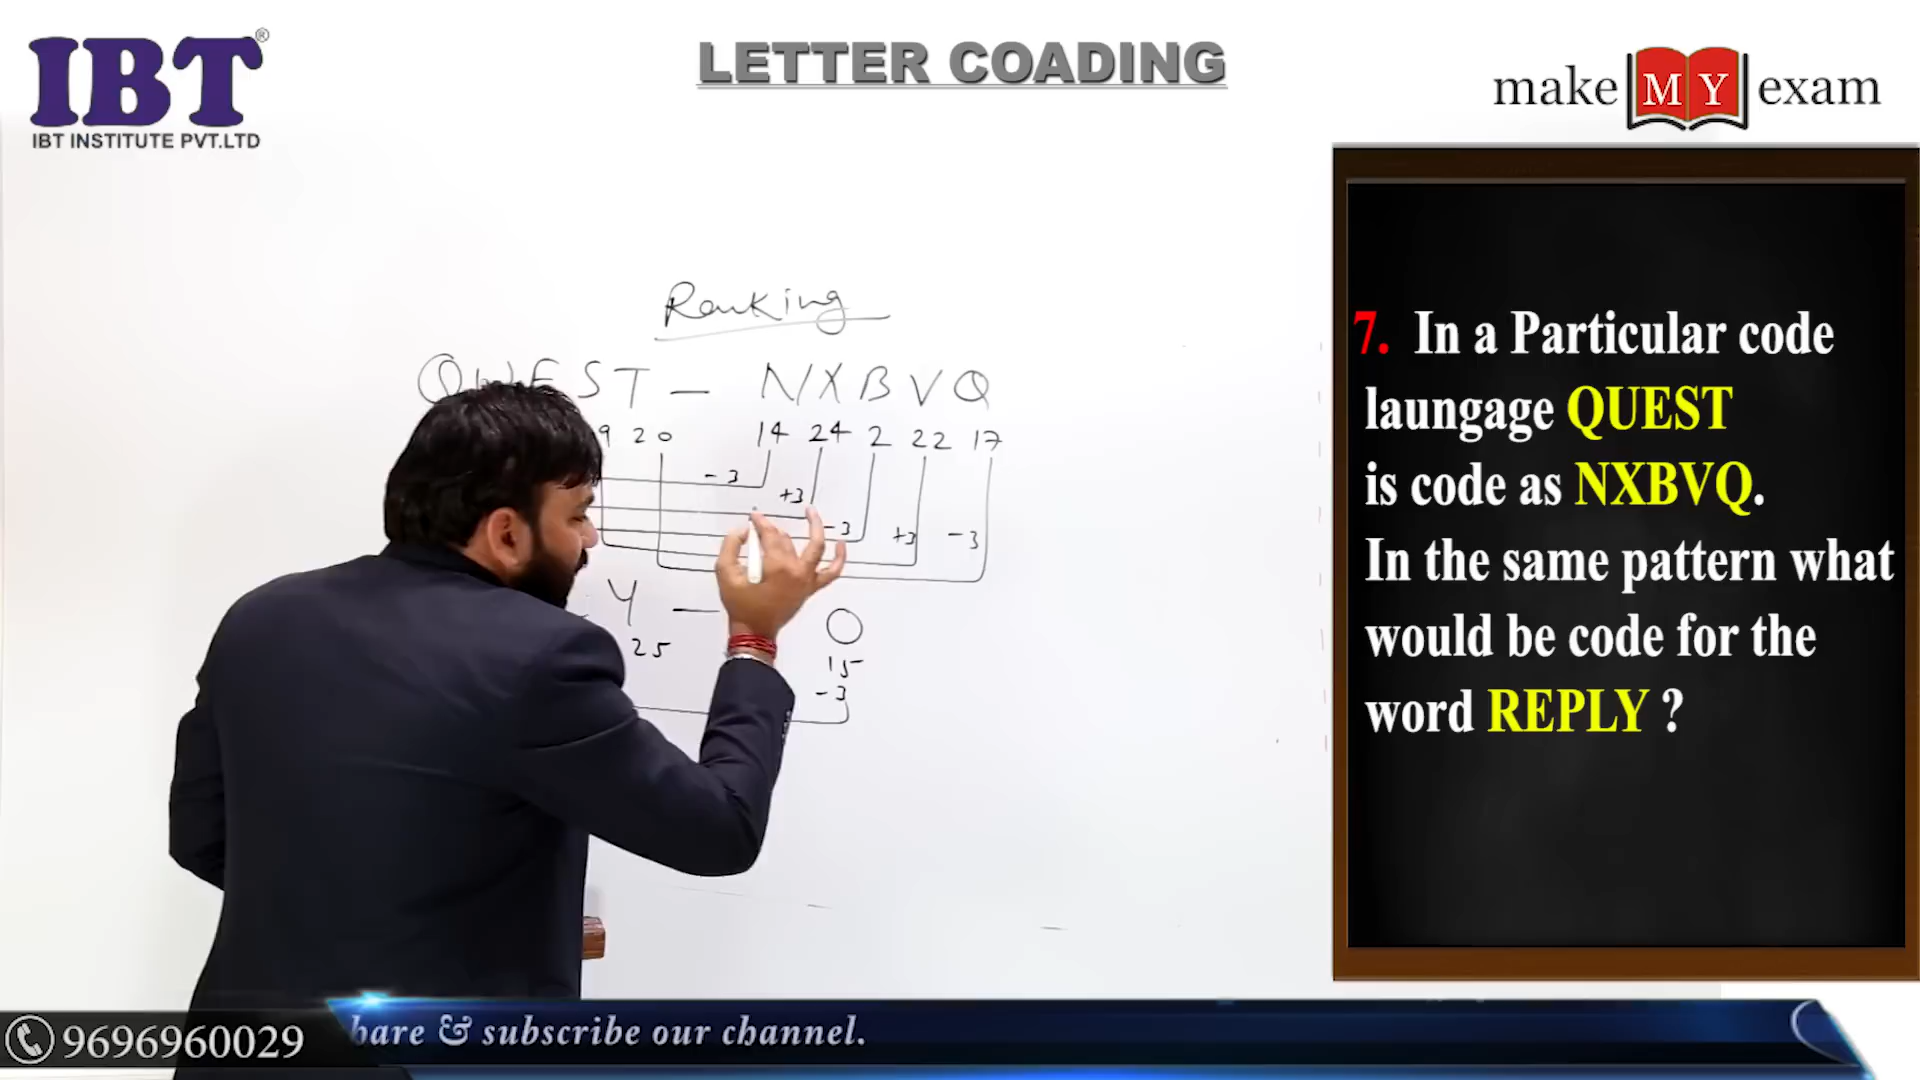 IBT®
IBT INSTITUTE PVT.LTD
LETTER COADING
make MY exam
Ranking
QUEST – NXBVQ
9 20 14 24 2 22 17
-3 +3 -3 +3 -3
Y – O
25 15
-3
7. In a Particular code
laungage QUEST
is code as NXBVQ.
In the same pattern what
would be code for the
word REPLY ?
9696960029
hare & subscribe our channel.